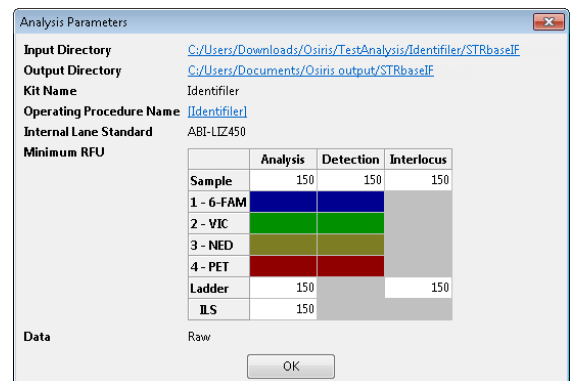 Analysis Parameters
Input Directory C:/Users/Downloads/Osiris/TestAnalysis/Identifiler/STRbaseIF
Output Directory C:/Users/Documents/Osiris output/STRbaseIF
Kit Name Identifiler
Operating Procedure Name [Identifiler]
Internal Lane Standard ABI-LIZ450
Minimum RFU
Analysis Detection Interlocus
Sample 150 150 150
1 - 6-FAM
2 - VIC
3 - NED
4 - PET
Ladder 150 150
ILS 150
Data Raw
OK